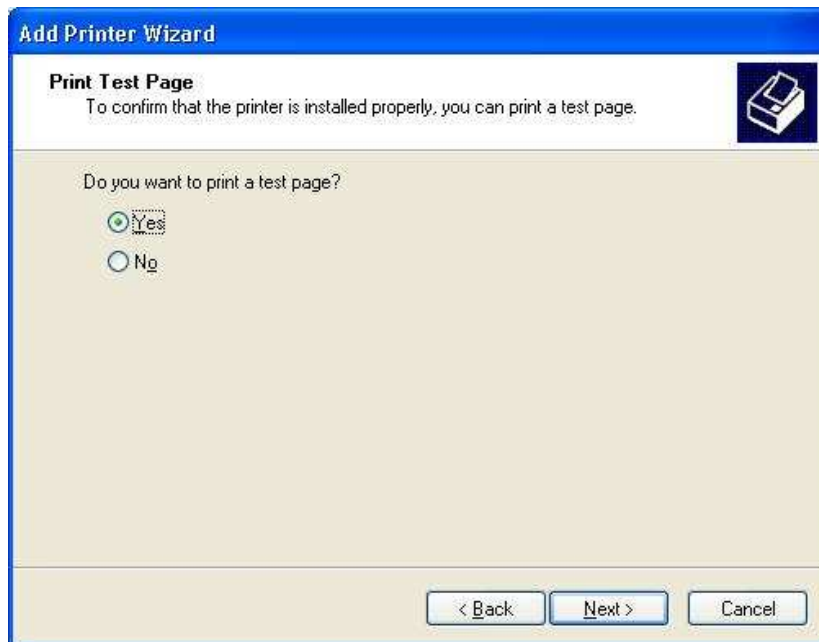 Add Printer Wizard
Print Test Page
To confirm that the printer is installed properly, you can print a test page.
Do you want to print a test page?
Yes
No
< Back Next > Cancel